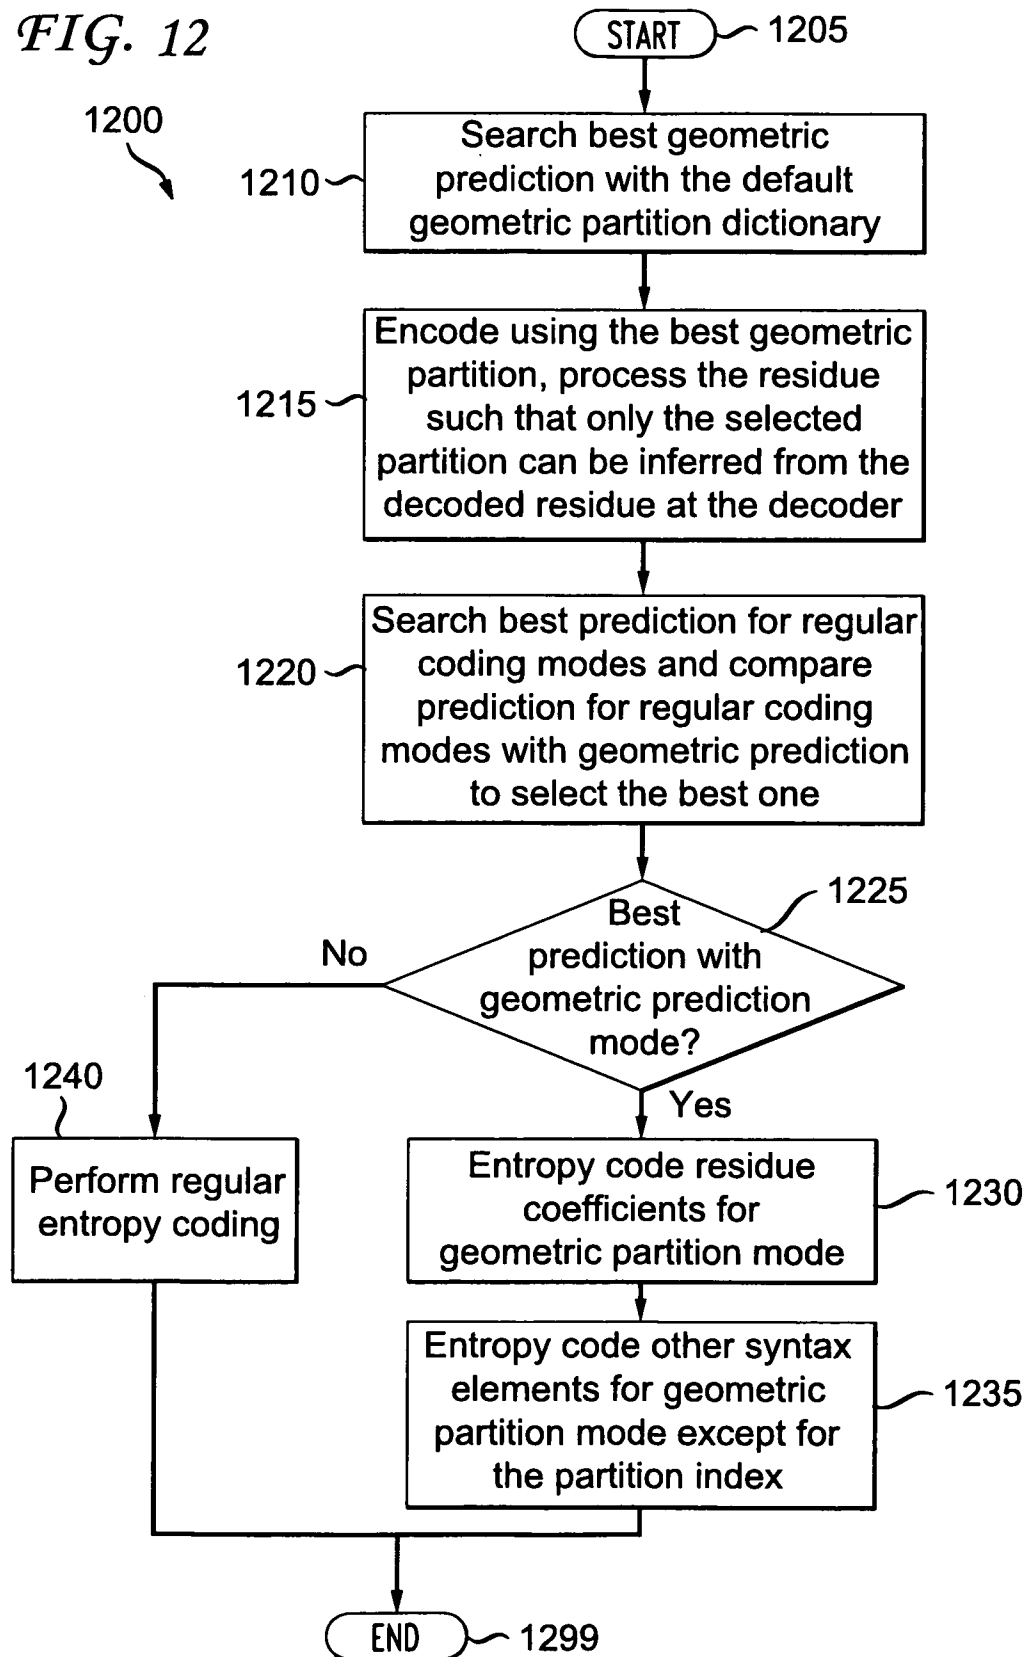 FIG. 12
START
1205
1200
Search best geometric
prediction with the default
geometric partition dictionary
1210
Encode using the best geometric
partition, process the residue
such that only the selected
partition can be inferred from the
decoded residue at the decoder
1215
Search best prediction for regular
coding modes and compare
prediction for regular coding
modes with geometric prediction
to select the best one
1220
1225
Best
prediction with
geometric prediction
mode?
No
Yes
1240
Perform regular
entropy coding
Entropy code residue
coefficients for
geometric partition mode
1230
Entropy code other syntax
elements for geometric
partition mode except for
the partition index
1235
END
1299